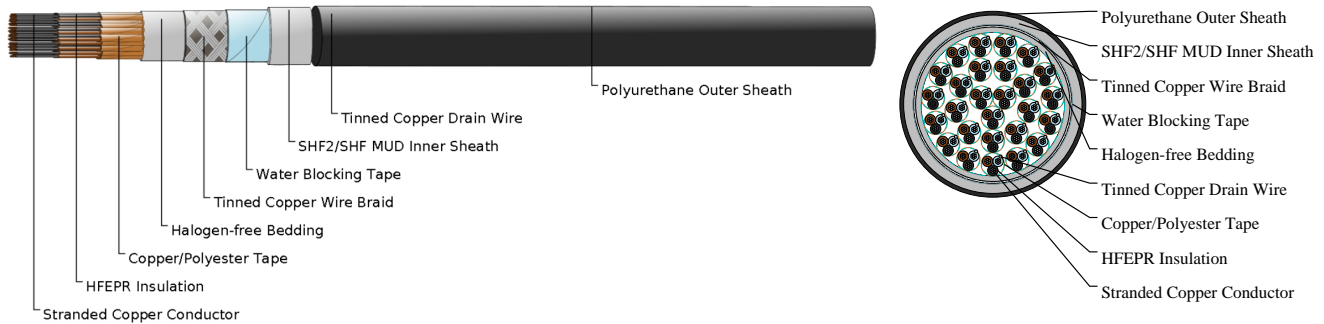 Polyurethane Outer Sheath
Tinned Copper Drain Wire
SHF2/SHF MUD Inner Sheath
Water Blocking Tape
Tinned Copper Wire Braid
Halogen-free Bedding
Copper/Polyester Tape
HFEPR Insulation
Stranded Copper Conductor
Polyurethane Outer Sheath
SHF2/SHF MUD Inner Sheath
Tinned Copper Wire Braid
Water Blocking Tape
Halogen-free Bedding
Tinned Copper Drain Wire
Copper/Polyester Tape
HFEPR Insulation
Stranded Copper Conductor